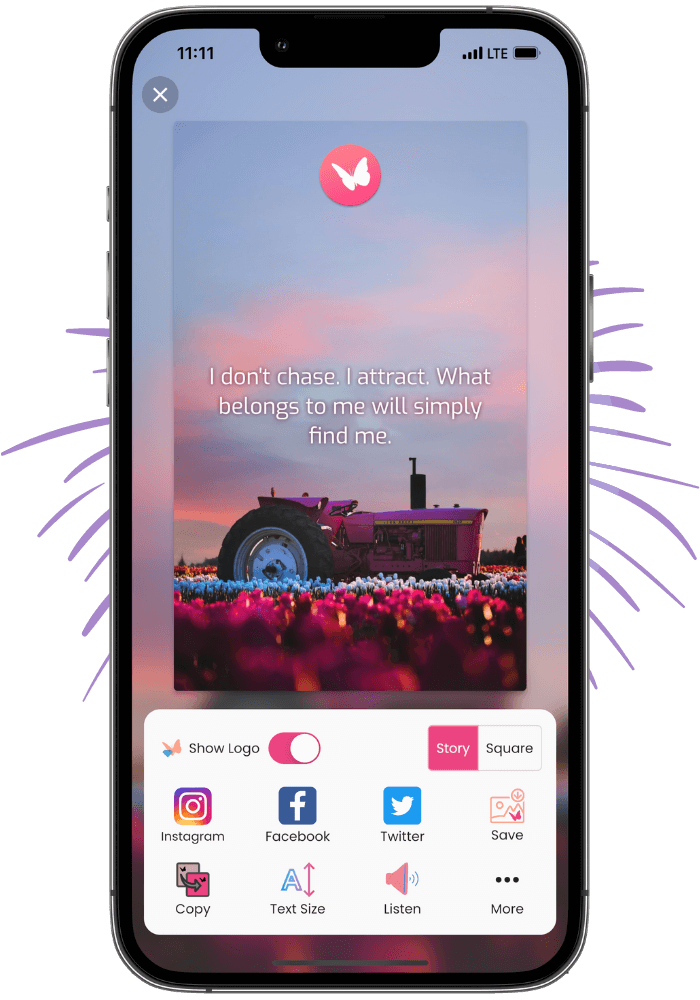 11:11 LTE
I don't chase. I attract. What
belongs to me will simply
find me.
Show Logo Story Square
Instagram Facebook Twitter Save
Copy Text Size Listen More